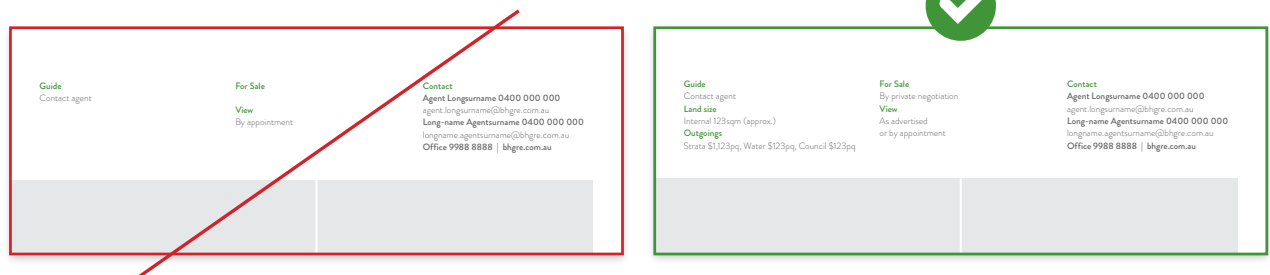 Guide
Contact agent
For Sale
View
By appointment
Contact
Agent Longsurname 0400 000 000
agent.longsurname@bhgre.com.au
Long-name Agentsurname 0400 000 000
longname.agentsurname@bhgre.com.au
Office 9988 8888 | bhgre.com.au
Guide
Contact agent
Land size
Internal 123sqm (approx.)
Outgoings
Strata $1,123pq, Water $123pq, Council $123pq
For Sale
By private negotiation
View
As advertised
or by appointment
Contact
Agent Longsurname 0400 000 000
agent.longsurname@bhgre.com.au
Long-name Agentsurname 0400 000 000
longname.agentsurname@bhgre.com.au
Office 9988 8888 | bhgre.com.au